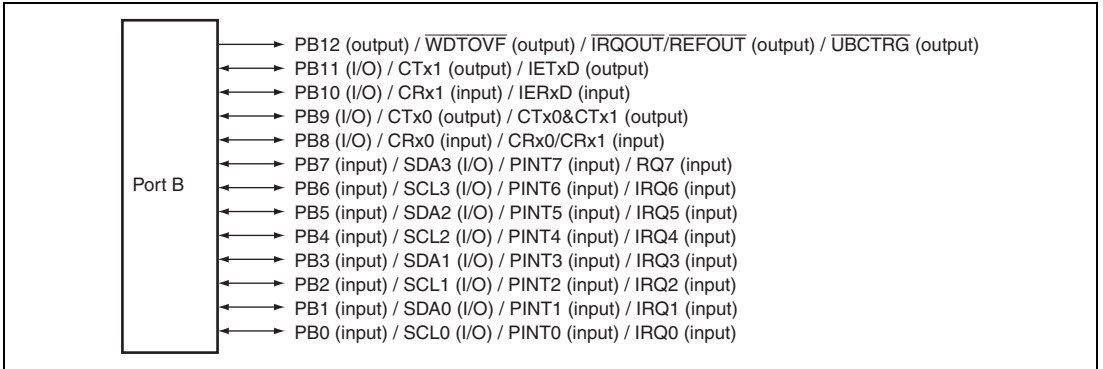 PB12 (output) / W̅D̅T̅O̅V̅F̅ (output) / I̅R̅Q̅O̅U̅T̅/R̅E̅F̅O̅U̅T̅ (output) / U̅B̅C̅T̅R̅G̅ (output)
PB11 (I/O) / CTx1 (output) / IETxD (output)
PB10 (I/O) / CRx1 (input) / IERxD (input)
PB9 (I/O) / CTx0 (output) / CTx0&CTx1 (output)
PB8 (I/O) / CRx0 (input) / CRx0/CRx1 (input)
PB7 (input) / SDA3 (I/O) / PINT7 (input) / RQ7 (input)
Port B
PB6 (input) / SCL3 (I/O) / PINT6 (input) / IRQ6 (input)
PB5 (input) / SDA2 (I/O) / PINT5 (input) / IRQ5 (input)
PB4 (input) / SCL2 (I/O) / PINT4 (input) / IRQ4 (input)
PB3 (input) / SDA1 (I/O) / PINT3 (input) / IRQ3 (input)
PB2 (input) / SCL1 (I/O) / PINT2 (input) / IRQ2 (input)
PB1 (input) / SDA0 (I/O) / PINT1 (input) / IRQ1 (input)
PB0 (input) / SCL0 (I/O) / PINT0 (input) / IRQ0 (input)